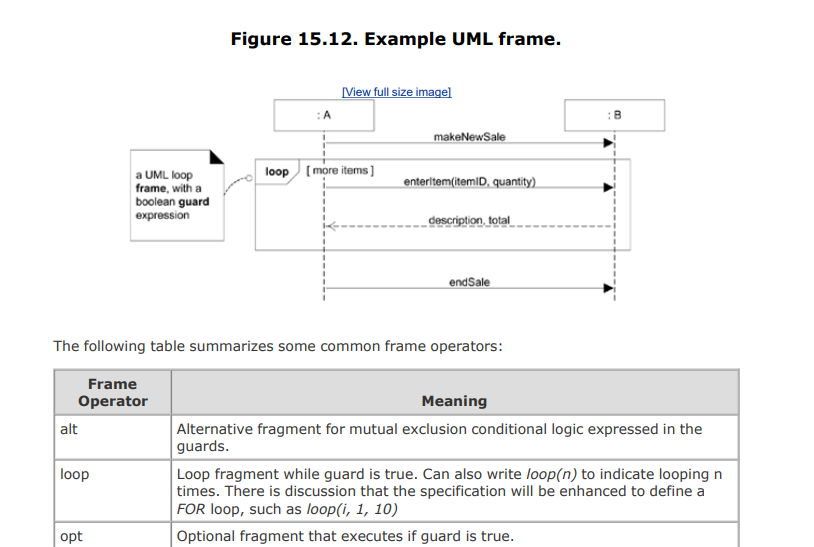 Figure 15.12. Example UML frame.
[View full size image]
: A
: B
makeNewSale
a UML loop
frame, with a
boolean guard
expression
loop
[ more items ]
enterItem(itemID, quantity)
description, total
endSale
The following table summarizes some common frame operators:
Frame
Operator
Meaning
alt
Alternative fragment for mutual exclusion conditional logic expressed in the
guards.
loop
Loop fragment while guard is true. Can also write loop(n) to indicate looping n
times. There is discussion that the specification will be enhanced to define a
FOR loop, such as loop(i, 1, 10)
opt
Optional fragment that executes if guard is true.